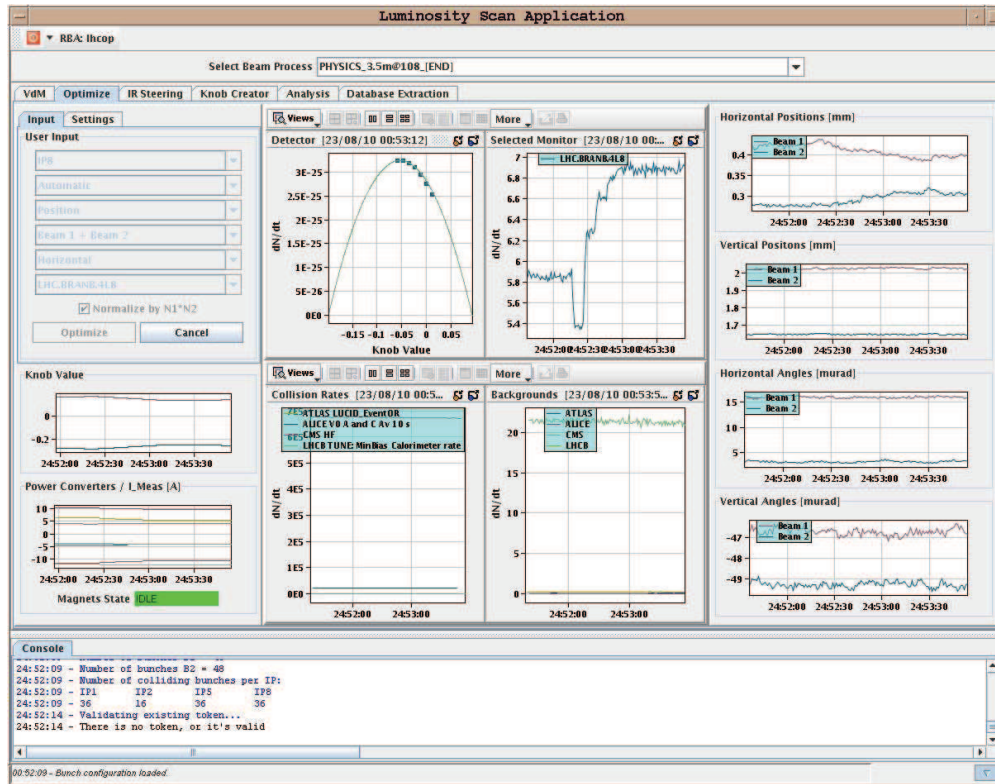 Luminosity Scan Application
RBA: lhcop
Select Beam Process PHYSICS_3.5m@108_[END]
VdM Optimize IR Steering Knob Creator Analysis Database Extraction
Input Settings
User Input
IP8
Automatic
Position
Beam 1 + Beam 2
Horizontal
LHC.BRANB.4L8
Normalize by N1*N2
Optimize Cancel
Knob Value
0
-0.2
24:52:00 24:52:30 24:53:00 24:53:30
Power Converters / I_Meas [A]
10
5
0
-5
-10
24:52:00 24:52:30 24:53:00 24:53:30
Magnets State IDLE
Views More
Detector [23/08/10 00:53:12]
3E-25
2.5E-25
2E-25
1.5E-25
1E-25
5E-26
0E0
dN/dt
-0.15 -0.1 -0.05 0 0.05
Knob Value
Selected Monitor [23/08/10 00:...
LHC.BRANB.4L8
7
6.8
6.6
6.4
6.2
6
5.8
5.6
5.4
dN/dt
24:52:00 24:52:30 24:53:00 24:53:30
Views More
Collision Rates [23/08/10 00:5...
ATLAS LUCID_EventOR
ALICE V0 A and C Av 10 s
CMS HF
LHCB TUNE: MinBias_Calorimeter rate
7E5
6E5
5E5
4E5
3E5
2E5
1E5
0E0
dN/dt
24:52:00 24:53:00
Backgrounds [23/08/10 00:53:5...
ATLAS
ALICE
CMS
LHCB
20
15
10
5
0
dN/dt
24:52:00 24:53:00
Horizontal Positions [mm]
Beam 1
Beam 2
0.4
0.35
0.3
24:52:00 24:52:30 24:53:00 24:53:30
Vertical Positons [mm]
Beam 1
Beam 2
2
1.9
1.8
1.7
24:52:00 24:52:30 24:53:00 24:53:30
Horizontal Angles [murad]
Beam 1
Beam 2
15
10
5
24:52:00 24:52:30 24:53:00 24:53:30
Vertical Angles [murad]
Beam 1
Beam 2
-47
-48
-49
24:52:00 24:52:30 24:53:00 24:53:30
Console
24:52:09 - Number of bunches B2 = 48
24:52:09 - Number of colliding bunches per IP:
24:52:09 - IP1 IP2 IP5 IP8
24:52:09 - 36 16 36 36
24:52:14 - Validating existing token...
24:52:14 - There is no token, or it's valid
00:52:09 - Bunch configuration loaded.